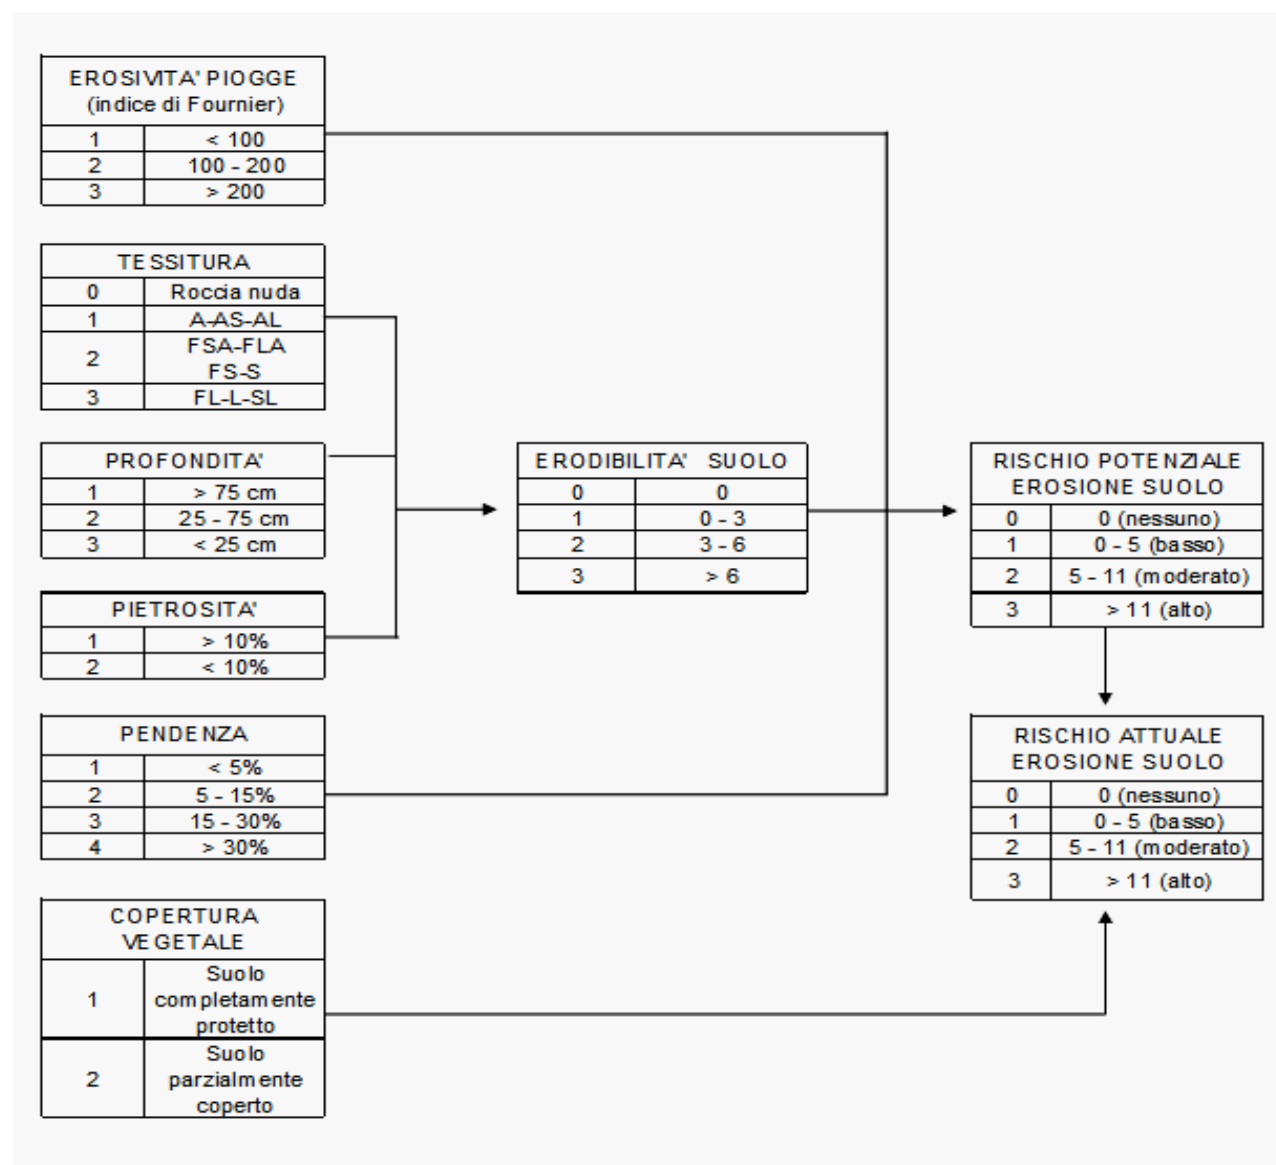 EROSIVITA' PIOGGE
(indice di Fournier)
1 < 100
2 100 - 200
3 > 200
TESSITURA
0 Roccia nuda
1 A-AS-AL
2 FSA-FLA
FS-S
3 FL-L-SL
PROFONDITA'
1 > 75 cm
2 25 - 75 cm
3 < 25 cm
PIETROSITA'
1 > 10%
2 < 10%
PENDENZA
1 < 5%
2 5 - 15%
3 15 - 30%
4 > 30%
COPERTURA
VEGETALE
1 Suolo
completamente
protetto
2 Suolo
parzialmente
coperto
ERODIBILITA' SUOLO
0 0
1 0 - 3
2 3 - 6
3 > 6
RISCHIO POTENZIALE
EROSIONE SUOLO
0 0 (nessuno)
1 0 - 5 (basso)
2 5 - 11 (moderato)
3 > 11 (alto)
RISCHIO ATTUALE
EROSIONE SUOLO
0 0 (nessuno)
1 0 - 5 (basso)
2 5 - 11 (moderato)
3 > 11 (alto)